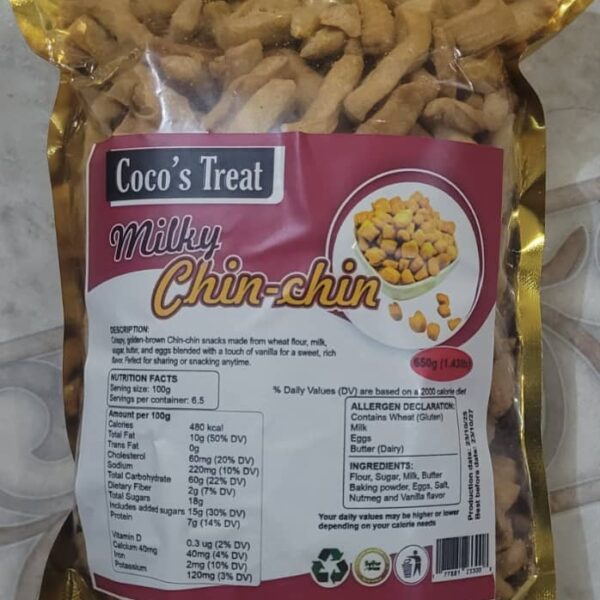 Coco's Treat
Milky
Chin-chin
DESCRIPTION:
Crispy, golden-brown Chin-chin snacks made from wheat flour, milk,
sugar, butter, and eggs blended with a touch of vanilla for a sweet, rich
flavor. Perfect for sharing or snacking anytime.
650g (1.43lb)
NUTRITION FACTS
Serving size: 100g
Servings per container: 6.5
% Daily Values (DV) are based on a 2000 calorie diet
Amount per 100g
Calories 480 kcal
Total Fat 10g (50% DV)
Trans Fat 0g
Cholesterol 60mg (20% DV)
Sodium 220mg (10% DV)
Total Carbohydrate 60g (22% DV)
Dietary Fiber 2g (7% DV)
Total Sugars 18g
Includes added sugars 15g (30% DV)
Protein 7g (14% DV)
Vitamin D 0.3 ug (2% DV)
Calcium 40mg 40mg (4% DV)
Iron 2mg (10% DV)
Potassium 120mg (3% DV)
ALLERGEN DECLARATION:
Contains Wheat (Gluten)
Milk
Eggs
Butter (Dairy)
INGREDIENTS:
Flour, Sugar, Milk, Butter
Baking powder, Eggs, Salt,
Nutmeg and Vanilla flavor
Production date: 23/10/25
Best before date: 23/10/27
Your daily values may be higher or lower
depending on your calorie needs